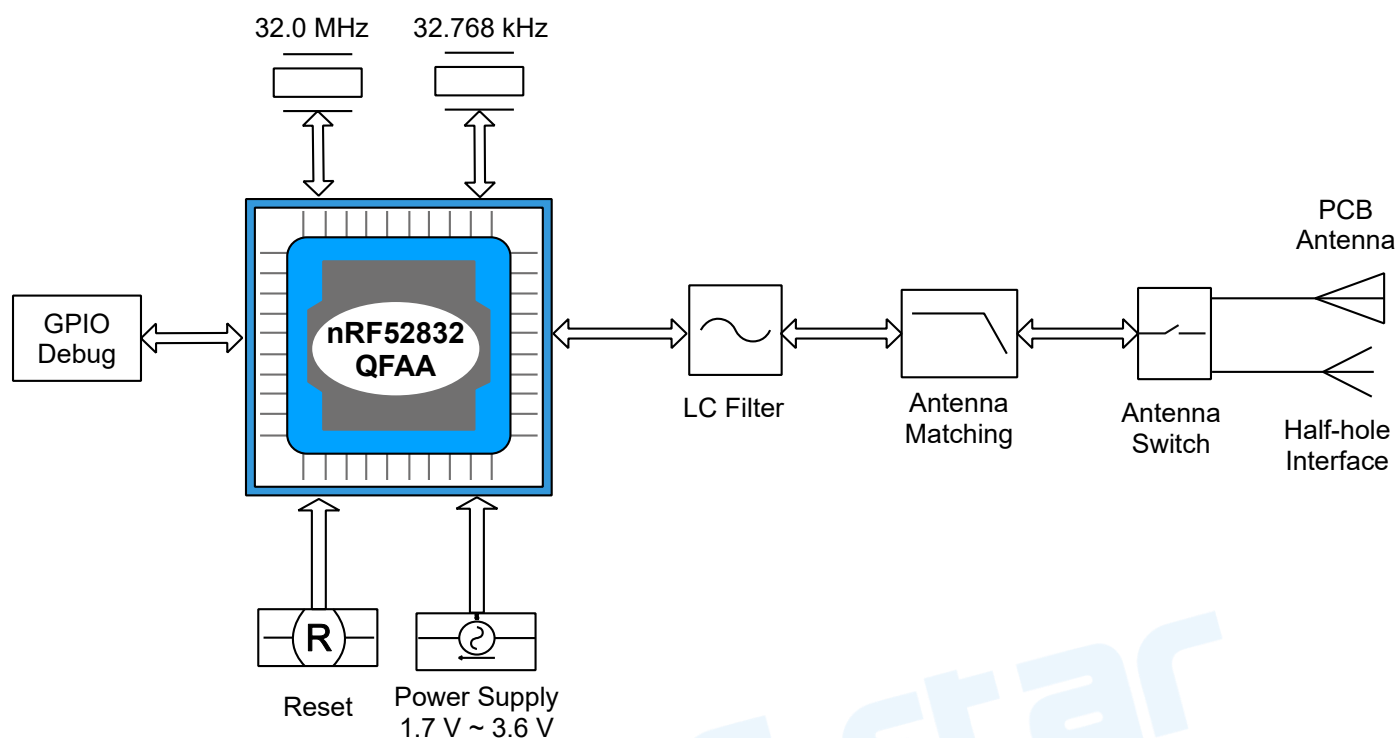 32.0 MHz
32.768 kHz
PCB
Antenna
GPIO
Debug
nRF52832
QFAA
LC Filter
Antenna
Matching
Antenna
Switch
Half-hole
Interface
R
Reset
Power Supply
1.7 V ~ 3.6 V